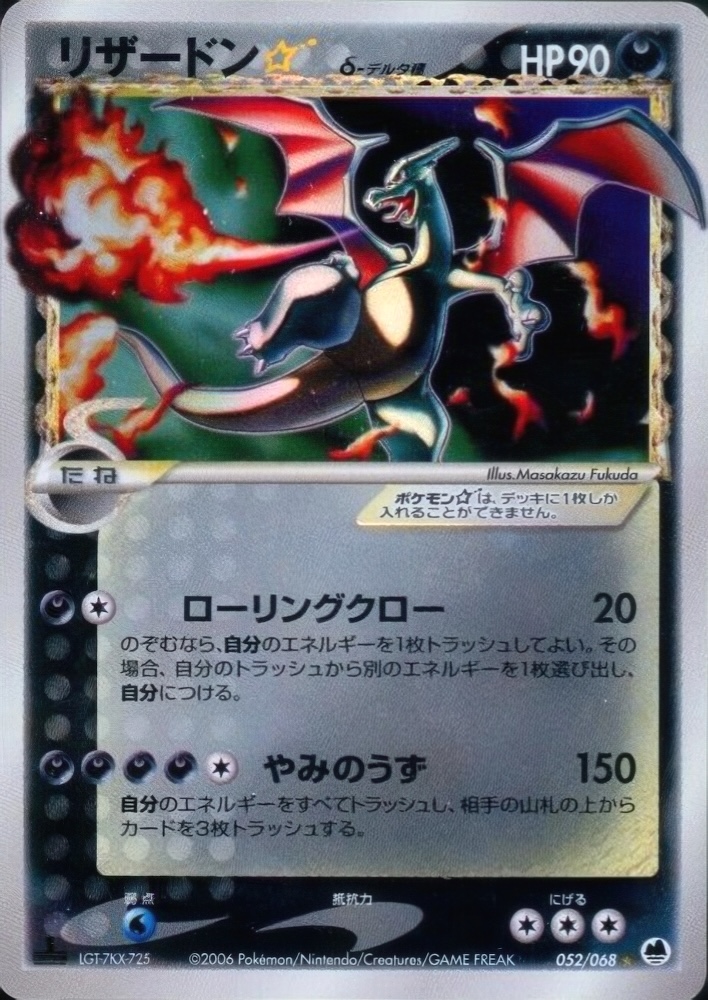 リザードン☆ δ-デルタ種 HP90
たね
Illus.Masakazu Fukuda
ポケモン☆は、デッキに1枚しか
入れることができません。
ローリングクロー 20
のぞむなら、自分のエネルギーを1枚トラッシュしてよい。その
場合、自分のトラッシュから別のエネルギーを1枚選び出し、
自分につける。
やみのうず 150
自分のエネルギーをすべてトラッシュし、相手の山札の上から
カードを3枚トラッシュする。
弱点 抵抗力 にげる
LGT-7KX-725 ©2006 Pokémon/Nintendo/Creatures/GAME FREAK 052/068 ★